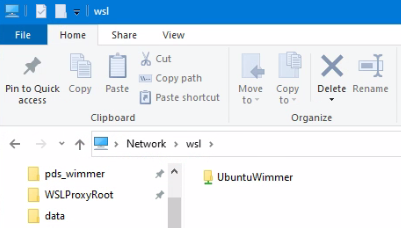 wsl
File Home Share View
Pin to Quick access
Copy
Paste
Cut
Copy path
Paste shortcut
Clipboard
Move to
Copy to
Delete
Rename
Organize
Network > wsl >
pds_wimmer
WSLProxyRoot
data
UbuntuWimmer